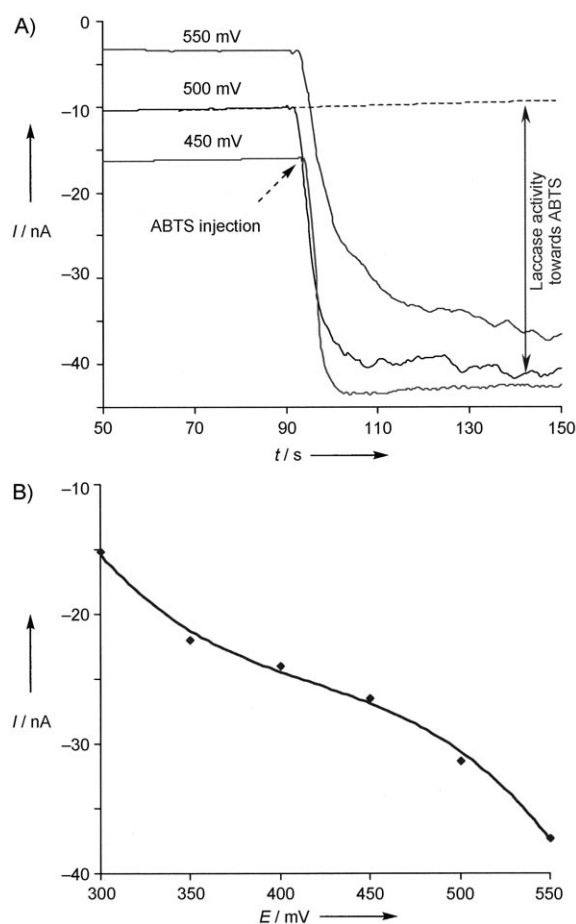 A)
0
550 mV
500 mV
–10
450 mV
ABTS injection
–20
I / nA
–30
–40
Laccase activity
towards ABTS
50 70 90 110 130 150
t / s
B)
–10
–20
I / nA
–30
–40
300 350 400 450 500 550
E / mV